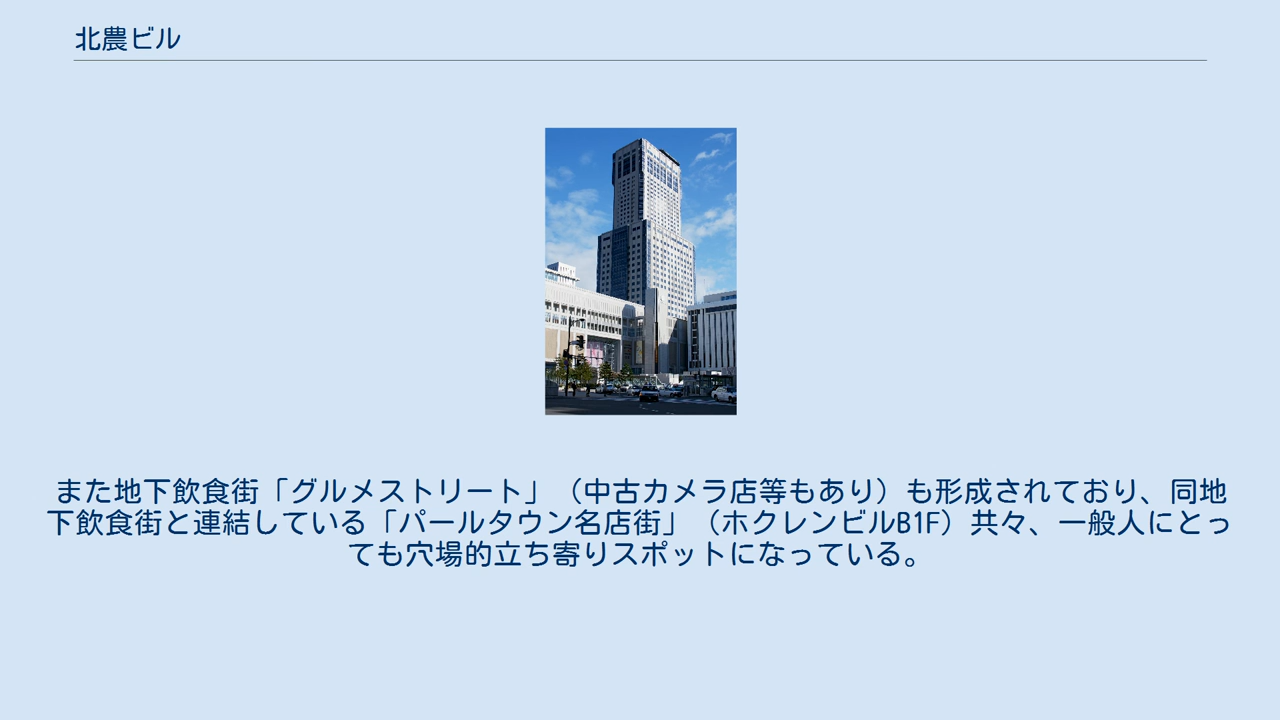 北農ビル
また地下飲食街「グルメストリート」（中古カメラ店等もあり）も形成されており、同地
下飲食街と連結している「パールタウン名店街」（ホクレンビルB1F）共々、一般人にとっ
ても穴場的立ち寄りスポットになっている。